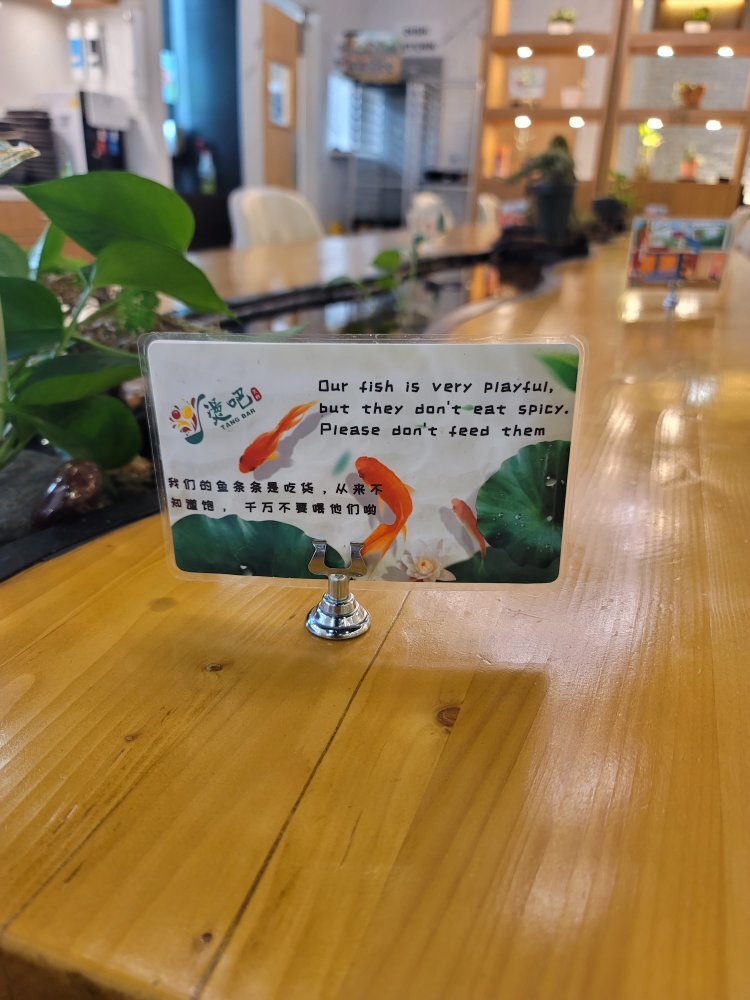 烫吧
TANG BAR
Our fish is very playful,
but they don't eat spicy.
Please don't feed them
我们的鱼条条是吃货，从来不
知道饱， 千万不要喂他们哟